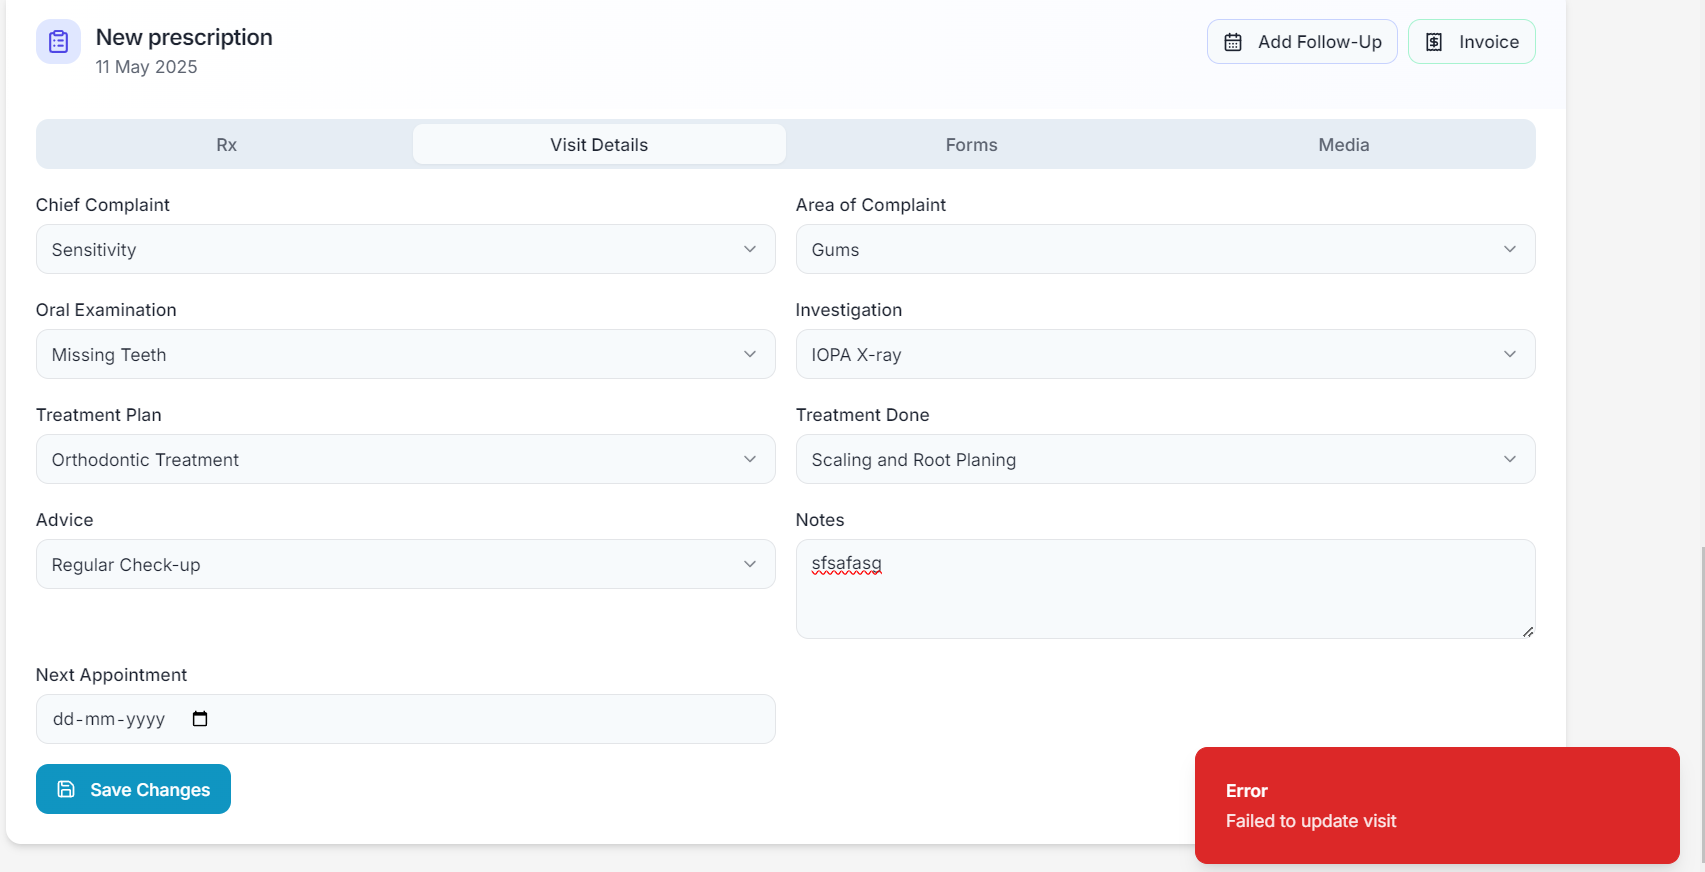 New prescription
11 May 2025
Add Follow-Up
Invoice
Rx
Visit Details
Forms
Media
Chief Complaint
Area of Complaint
Sensitivity
Gums
Oral Examination
Investigation
Missing Teeth
IOPA X-ray
Treatment Plan
Treatment Done
Orthodontic Treatment
Scaling and Root Planing
Advice
Notes
Regular Check-up
sfsafasg
Next Appointment
dd-mm-yyyy
Save Changes
Error
Failed to update visit